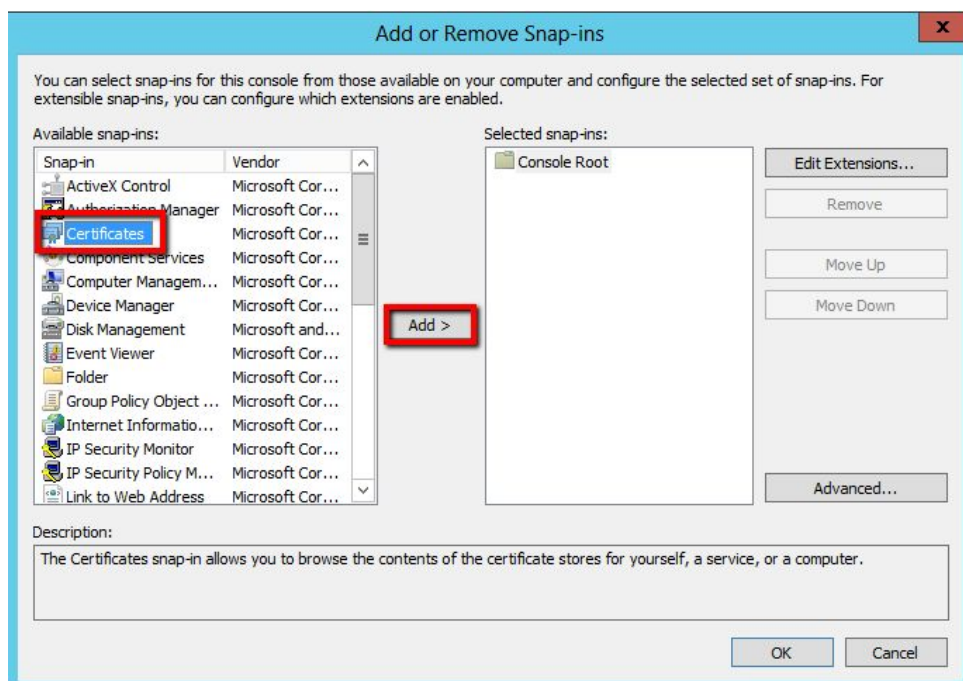 Add or Remove Snap-ins
x
You can select snap-ins for this console from those available on your computer and configure the selected set of snap-ins. For
extensible snap-ins, you can configure which extensions are enabled.
Available snap-ins:
Snap-in Vendor
ActiveX Control Microsoft Cor...
Authorization Manager Microsoft Cor...
Certificates Microsoft Cor...
Component Services Microsoft Cor...
Computer Managem... Microsoft Cor...
Device Manager Microsoft Cor...
Disk Management Microsoft and...
Event Viewer Microsoft Cor...
Folder Microsoft Cor...
Group Policy Object ... Microsoft Cor...
Internet Informatio... Microsoft Cor...
IP Security Monitor Microsoft Cor...
IP Security Policy M... Microsoft Cor...
Link to Web Address Microsoft Cor...
Add >
Selected snap-ins:
Console Root
Edit Extensions...
Remove
Move Up
Move Down
Advanced...
Description:
The Certificates snap-in allows you to browse the contents of the certificate stores for yourself, a service, or a computer.
OK Cancel